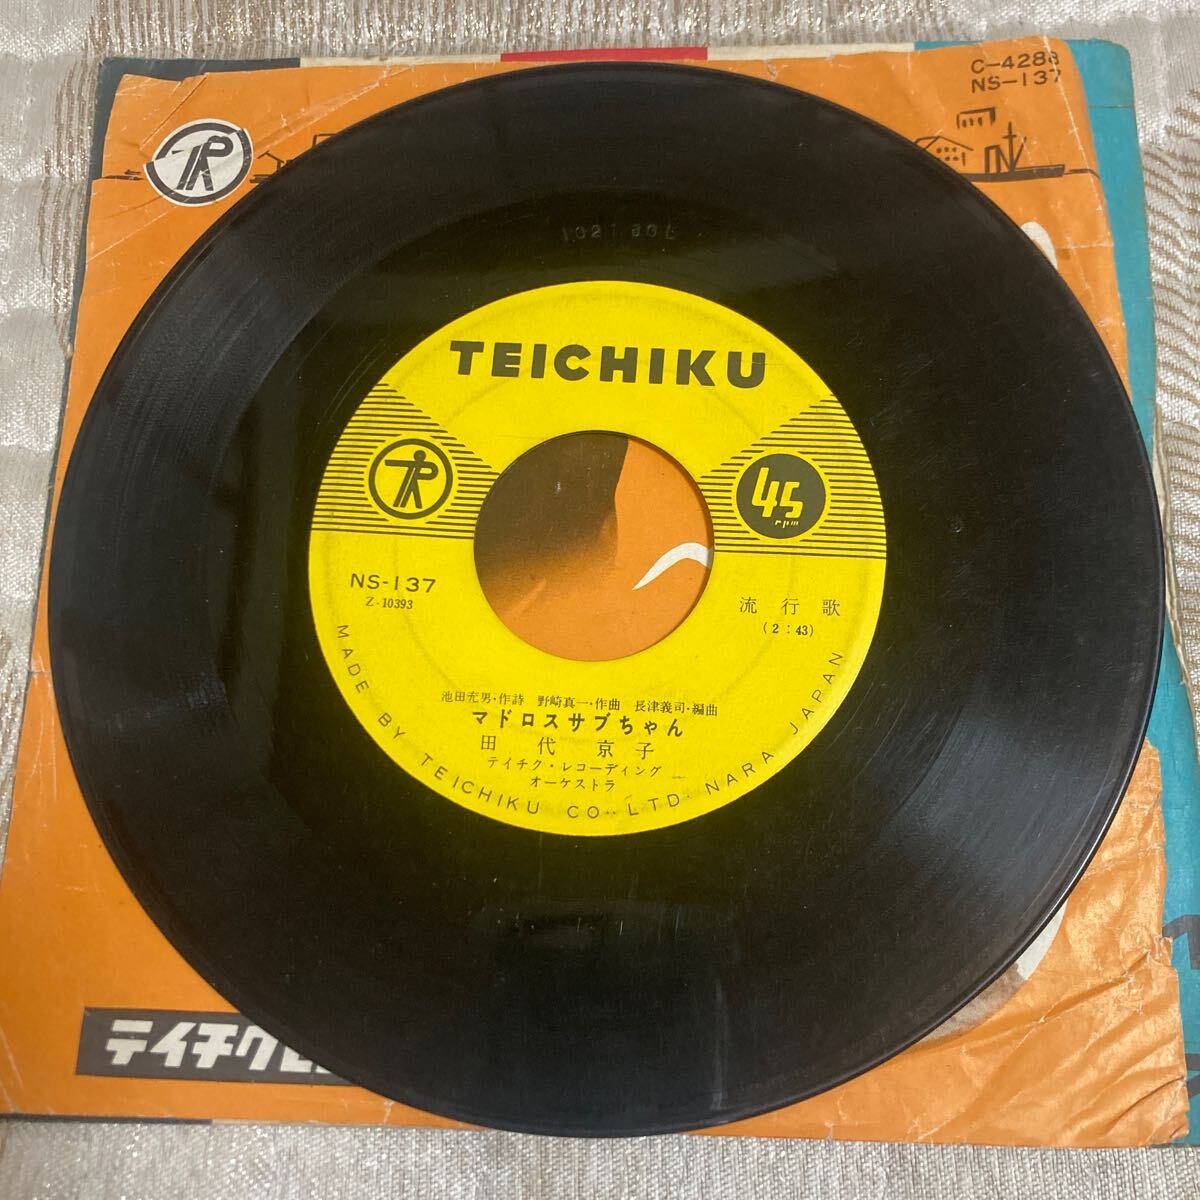 C-4288
NS-137
1021 601
TEICHIKU
45
rpm
NS-137
Z-10393
流行歌
(2:43)
池田充男・作詩 野崎真一・作曲 長津義司・編曲
マドロスサブちゃん
田代京子
テイチク・レコーディング
オーケストラ
MADE BY TEICHIKU CO., LTD. NARA JAPAN
テイチクレ